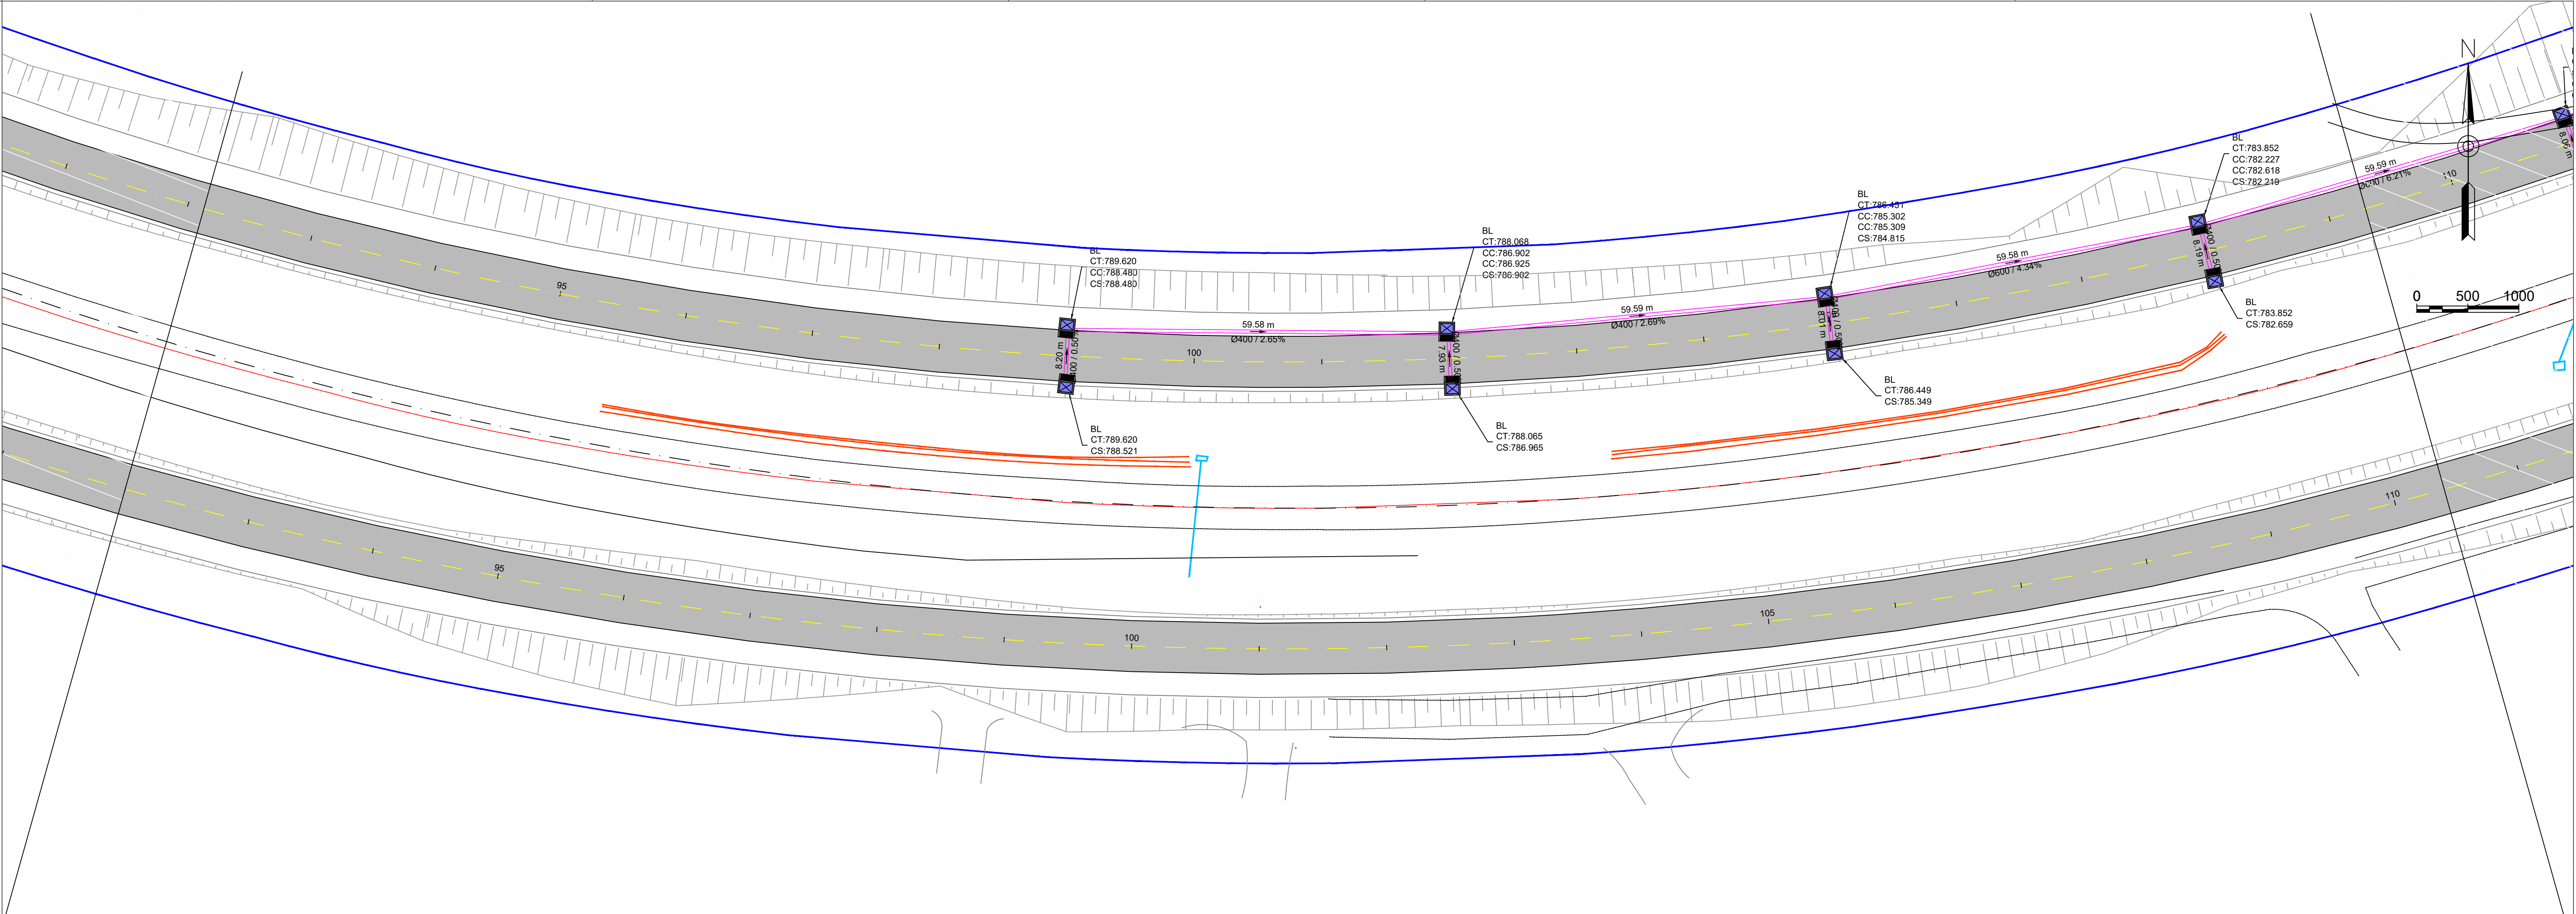 N
BL
CT:783.852
CC:782.227
CC:782.618
CS:782.219
59.59 m
110
BL
CT:786.451
CC:785.302
CC:785.309
CS:784.815
BL
CT:788.068
CC:786.902
CC:786.925
CS:786.902
BL
CT:789.620
CC:788.480
CS:788.480
95
59.58 m
Ø400 / 2.65%
100
59.59 m
Ø400 / 2.69%
59.58 m
Ø600 / 4.34%
8.20 m
7.93 m
8.19 m
0 500 1000
BL
CT:783.852
CS:782.659
BL
CT:786.449
CS:785.349
BL
CT:789.620
CS:788.521
BL
CT:788.065
CS:786.965
95
100
105
110